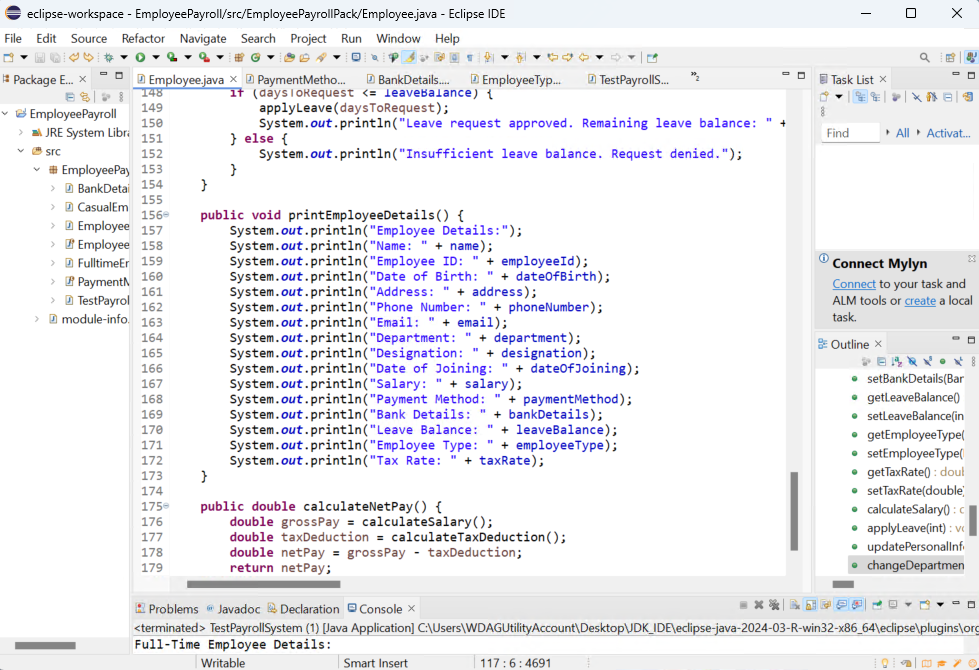 eclipse-workspace - EmployeePayroll/src/EmployeePayrollPack/Employee.java - Eclipse IDE
File Edit Source Refactor Navigate Search Project Run Window Help
Package E... Employee.java PaymentMetho... BankDetails.... EmployeeTyp... TestPayrollS... »2 Task List
EmployeePayroll
JRE System Libra
src
EmployeePay
BankDetai
CasualEm
Employee
Employee
FulltimeEr
PaymentM
TestPayrol
module-info.
148 if (daysToRequest <= leaveBalance) {
149 applyLeave(daysToRequest);
150 System.out.println("Leave request approved. Remaining leave balance: " +
151 } else {
152 System.out.println("Insufficient leave balance. Request denied.");
153 }
154 }
155
156 public void printEmployeeDetails() {
157 System.out.println("Employee Details:");
158 System.out.println("Name: " + name);
159 System.out.println("Employee ID: " + employeeId);
160 System.out.println("Date of Birth: " + dateOfBirth);
161 System.out.println("Address: " + address);
162 System.out.println("Phone Number: " + phoneNumber);
163 System.out.println("Email: " + email);
164 System.out.println("Department: " + department);
165 System.out.println("Designation: " + designation);
166 System.out.println("Date of Joining: " + dateOfJoining);
167 System.out.println("Salary: " + salary);
168 System.out.println("Payment Method: " + paymentMethod);
169 System.out.println("Bank Details: " + bankDetails);
170 System.out.println("Leave Balance: " + leaveBalance);
171 System.out.println("Employee Type: " + employeeType);
172 System.out.println("Tax Rate: " + taxRate);
173 }
174
175 public double calculateNetPay() {
176 double grossPay = calculateSalary();
177 double taxDeduction = calculateTaxDeduction();
178 double netPay = grossPay - taxDeduction;
179 return netPay;
Find All Activat...
Connect Mylyn
Connect to your task and
ALM tools or create a local
task.
Outline
setBankDetails(Bar
getLeaveBalance()
setLeaveBalance(in
getEmployeeType(
setEmployeeType(
getTaxRate() : doul
setTaxRate(double)
calculateSalary() : c
applyLeave(int) : vo
updatePersonalInf
changeDepartmen
Problems Javadoc Declaration Console
<terminated> TestPayrollSystem (1) [Java Application] C:\Users\WDAGUtilityAccount\Desktop\JDK_IDE\eclipse-java-2024-03-R-win32-x86_64\eclipse\plugins\org
Full-Time Employee Details:
Writable Smart Insert 117 : 6 : 4691